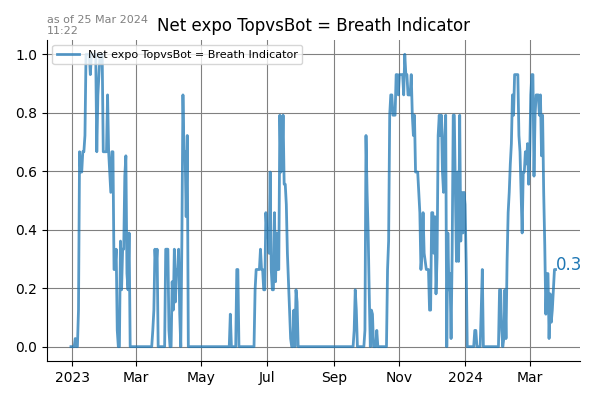 as of 25 Mar 2024
11:22
Net expo TopvsBot = Breath Indicator
Net expo TopvsBot = Breath Indicator
1.0
0.8
0.6
0.4
0.2
0.0
0.3
2023 Mar May Jul Sep Nov 2024 Mar